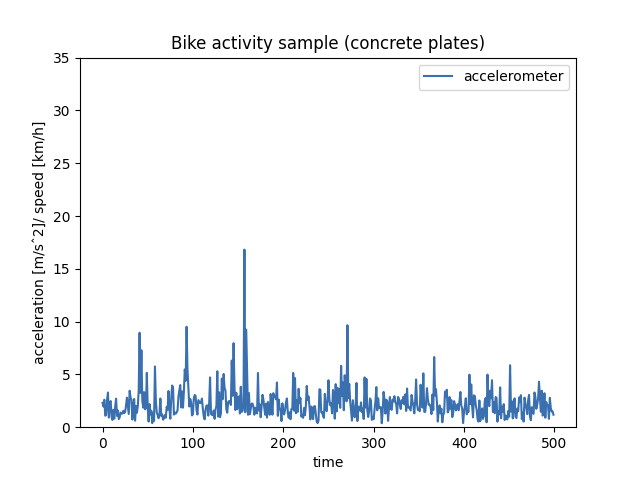 Bike activity sample (concrete plates)
accelerometer
acceleration [m/sˆ2]/ speed [km/h]
35
30
25
20
15
10
5
0
0 100 200 300 400 500
time